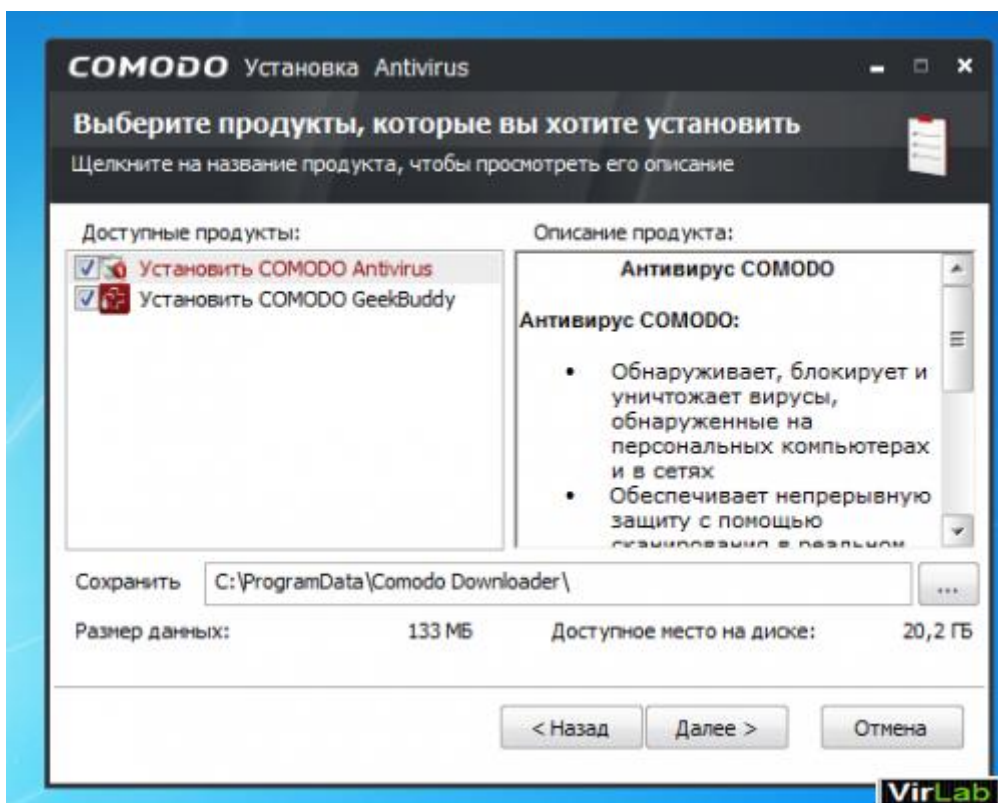 COMODO Установка Antivirus
Выберите продукты, которые вы хотите установить
Щелкните на название продукта, чтобы просмотреть его описание
Доступные продукты:
Установить COMODO Antivirus
Установить COMODO GeekBuddy
Описание продукта:
Антивирус COMODO
Антивирус COMODO:
• Обнаруживает, блокирует и
уничтожает вирусы,
обнаруженные на
персональных компьютерах
и в сетях
• Обеспечивает непрерывную
защиту с помощью
сканирования в реальном
Сохранить C:\ProgramData\Comodo Downloader\ ...
Размер данных: 133 МБ Доступное место на диске: 20,2 ГБ
< Назад Далее > Отмена
VirLab